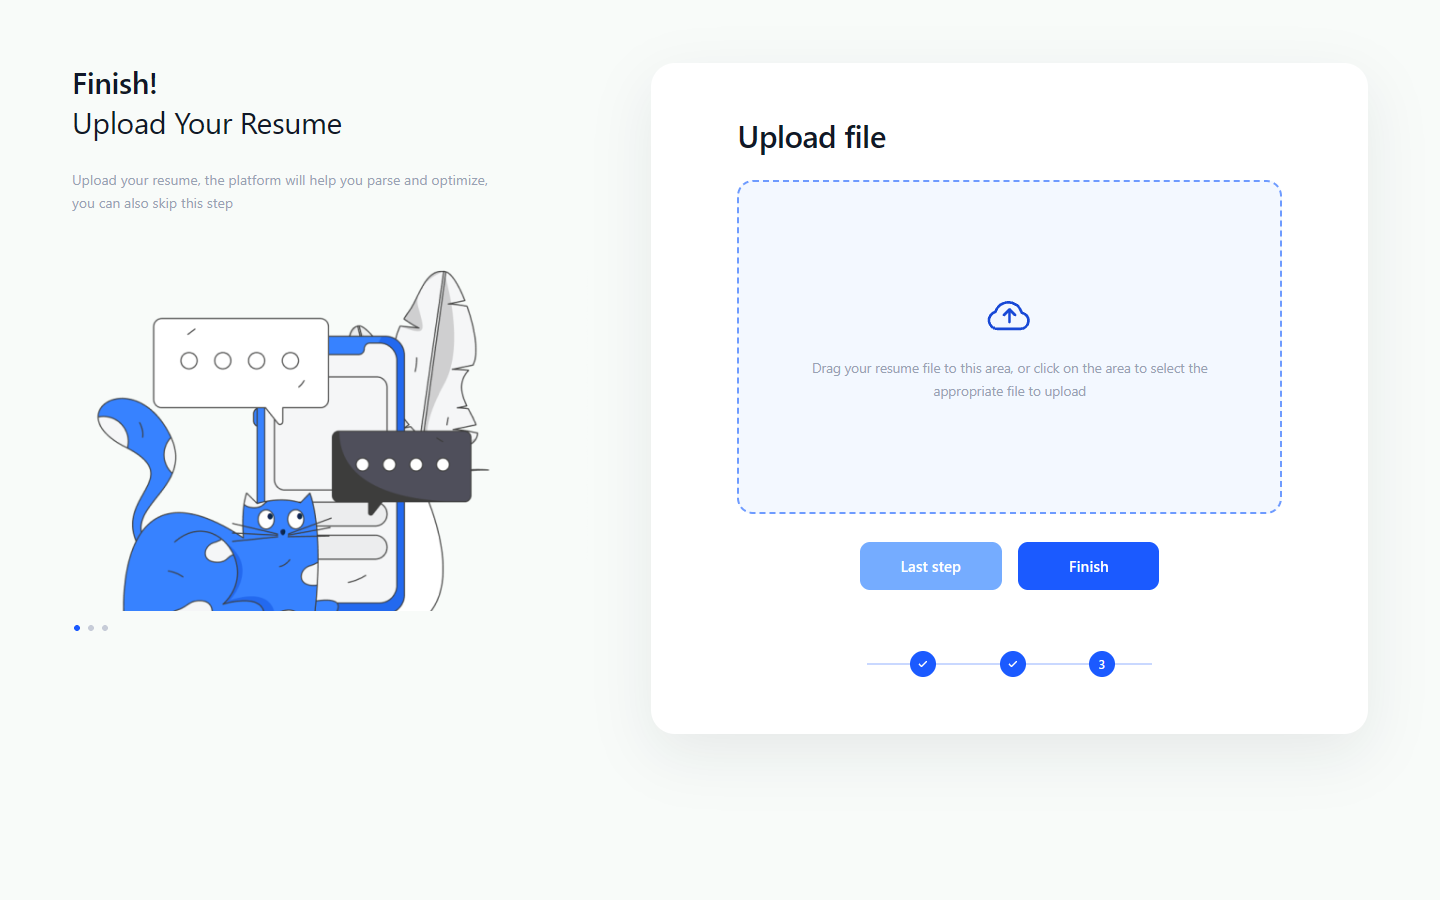 Finish!
Upload Your Resume
Upload your resume, the platform will help you parse and optimize,
you can also skip this step
Upload file
Drag your resume file to this area, or click on the area to select the
appropriate file to upload
Last step
Finish
3